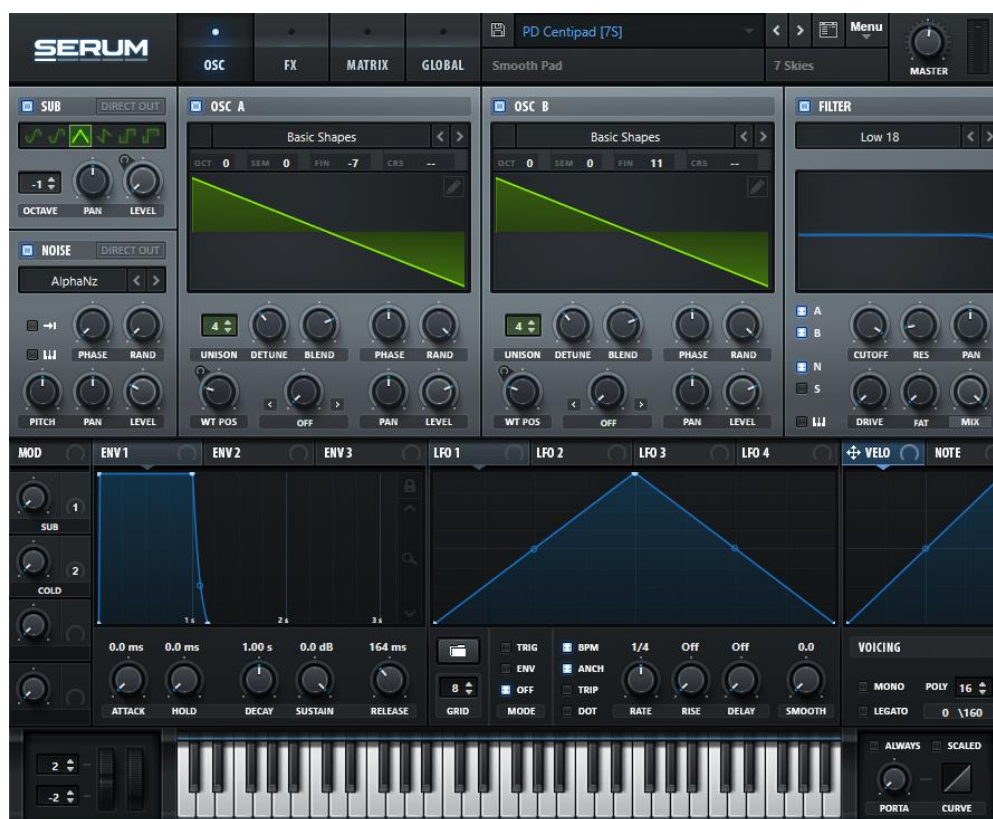 SERUM
OSC FX MATRIX GLOBAL
PD Centipad [7S]
Menu
Smooth Pad 7 Skies
MASTER
SUB DIRECT OUT
OSC A
OSC B
FILTER
Basic Shapes
Basic Shapes
Low 18
OCT 0 SEM 0 FIN -7 CRS --
OCT 0 SEM 0 FIN 11 CRS --
-1
OCTAVE PAN LEVEL
NOISE DIRECT OUT
AlphaNz
PHASE RAND
PITCH PAN LEVEL
4
UNISON DETUNE BLEND PHASE RAND
WT POS OFF PAN LEVEL
4
UNISON DETUNE BLEND PHASE RAND
WT POS OFF PAN LEVEL
A
B
N
S
CUTOFF RES PAN
DRIVE FAT MIX
MOD ENV 1 ENV 2 ENV 3 LFO 1 LFO 2 LFO 3 LFO 4 VELO NOTE
1
SUB
2
COLD
1 s 2 s 3 s
0.0 ms 0.0 ms 1.00 s 0.0 dB 164 ms
ATTACK HOLD DECAY SUSTAIN RELEASE
8
GRID
TRIG
ENV
OFF
MODE
BPM
ANCH
TRIP
DOT
1/4 Off Off 0.0
RATE RISE DELAY SMOOTH
VOICING
MONO POLY 16
LEGATO 0 \160
2
-2
ALWAYS SCALED
PORTA CURVE